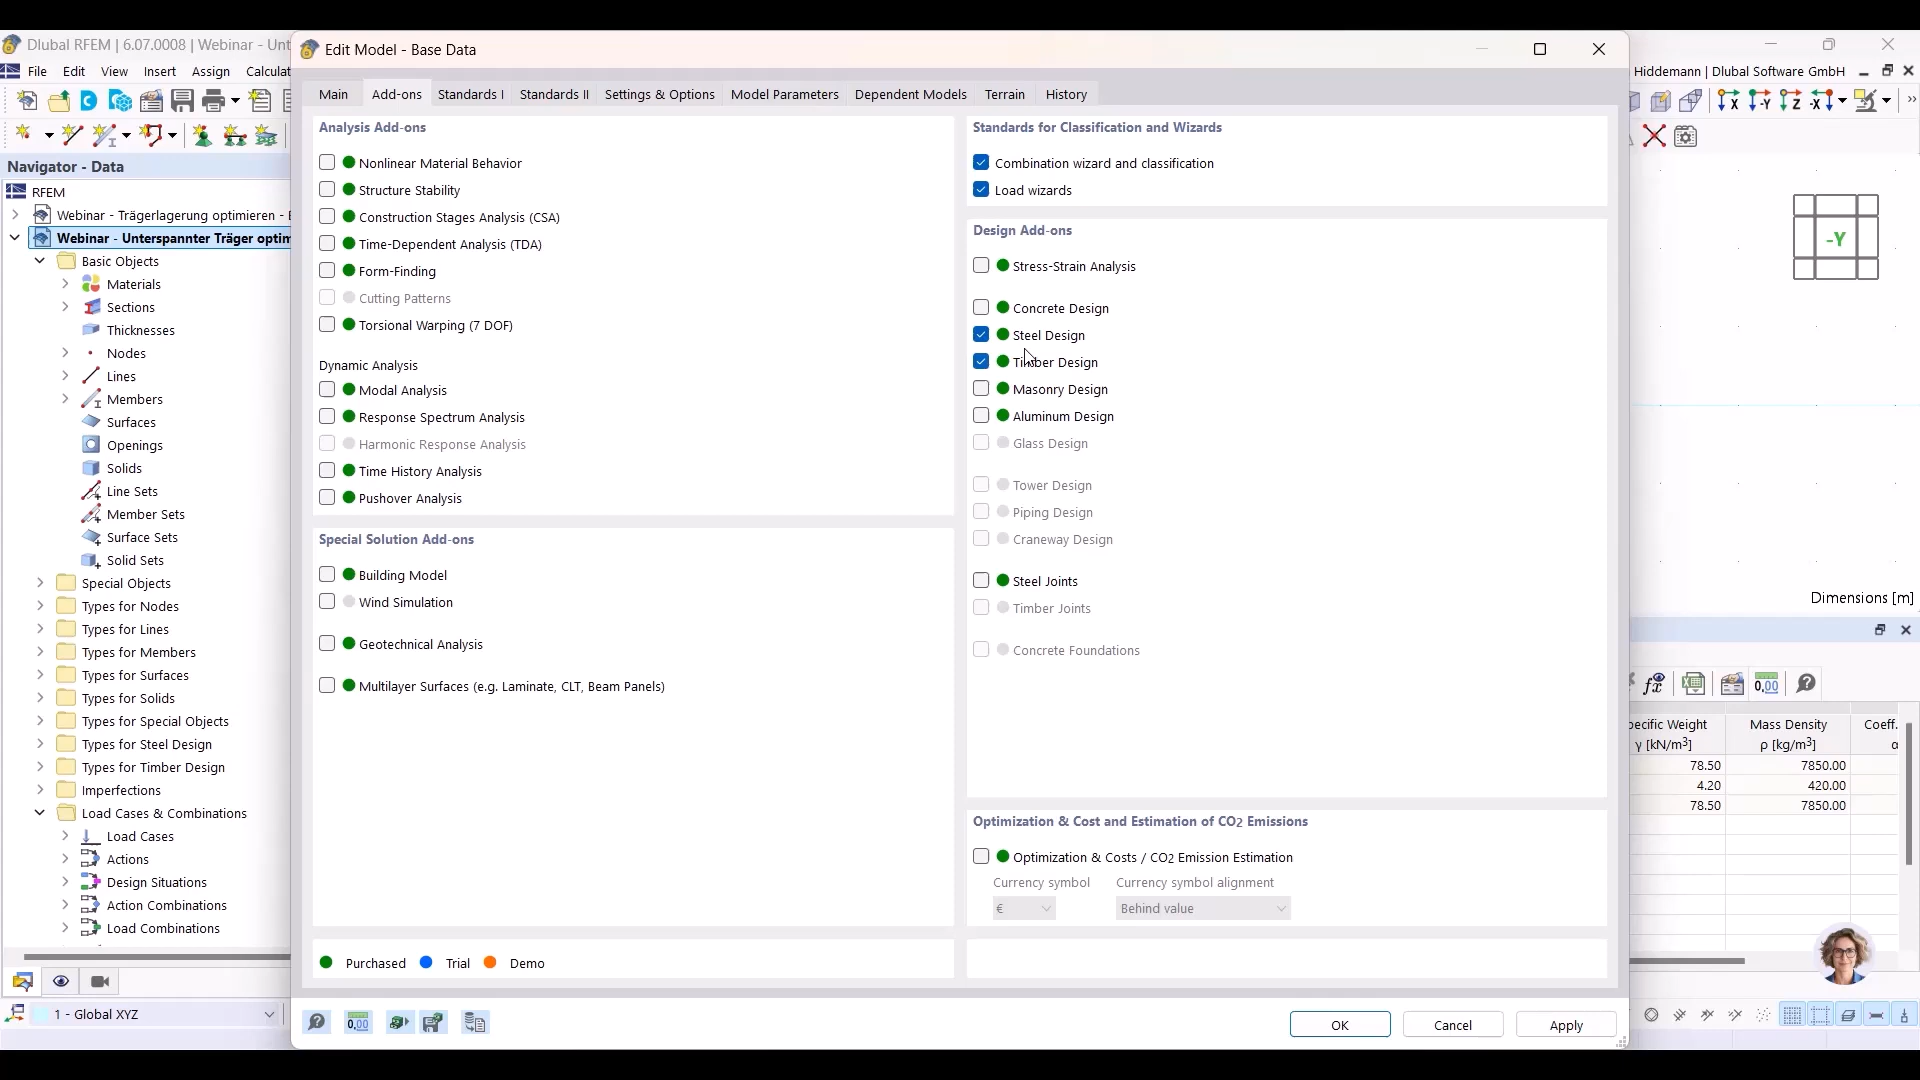 Dlubal RFEM | 6.07.0008 | Webinar - Unt
File Edit View Insert Assign Calculat
Navigator - Data
RFEM
Webinar - Trägerlagerung optimieren - E
Webinar - Unterspannter Träger optim
Basic Objects
Materials
Sections
Thicknesses
Nodes
Lines
Members
Surfaces
Openings
Solids
Line Sets
Member Sets
Surface Sets
Solid Sets
Special Objects
Types for Nodes
Types for Lines
Types for Members
Types for Surfaces
Types for Solids
Types for Special Objects
Types for Steel Design
Types for Timber Design
Imperfections
Load Cases & Combinations
Load Cases
Actions
Design Situations
Action Combinations
Load Combinations
1 - Global XYZ
Edit Model - Base Data
Main Add-ons Standards I Standards II Settings & Options Model Parameters Dependent Models Terrain History
Analysis Add-ons
Nonlinear Material Behavior
Structure Stability
Construction Stages Analysis (CSA)
Time-Dependent Analysis (TDA)
Form-Finding
Cutting Patterns
Torsional Warping (7 DOF)
Dynamic Analysis
Modal Analysis
Response Spectrum Analysis
Harmonic Response Analysis
Time History Analysis
Pushover Analysis
Special Solution Add-ons
Building Model
Wind Simulation
Geotechnical Analysis
Multilayer Surfaces (e.g. Laminate, CLT, Beam Panels)
Purchased Trial Demo
Standards for Classification and Wizards
Combination wizard and classification
Load wizards
Design Add-ons
Stress-Strain Analysis
Concrete Design
Steel Design
Timber Design
Masonry Design
Aluminum Design
Glass Design
Tower Design
Piping Design
Craneway Design
Steel Joints
Timber Joints
Concrete Foundations
Optimization & Cost and Estimation of CO2 Emissions
Optimization & Costs / CO2 Emission Estimation
Currency symbol Currency symbol alignment
€ Behind value
0,00
OK Cancel Apply
Hiddemann | Dlubal Software GmbH
X -Y Z -X
-Y
Dimensions [m]
fx 0,00
pecific Weight Mass Density Coeff.
γ [kN/m³] ρ [kg/m³] α
78.50 7850.00
4.20 420.00
78.50 7850.00